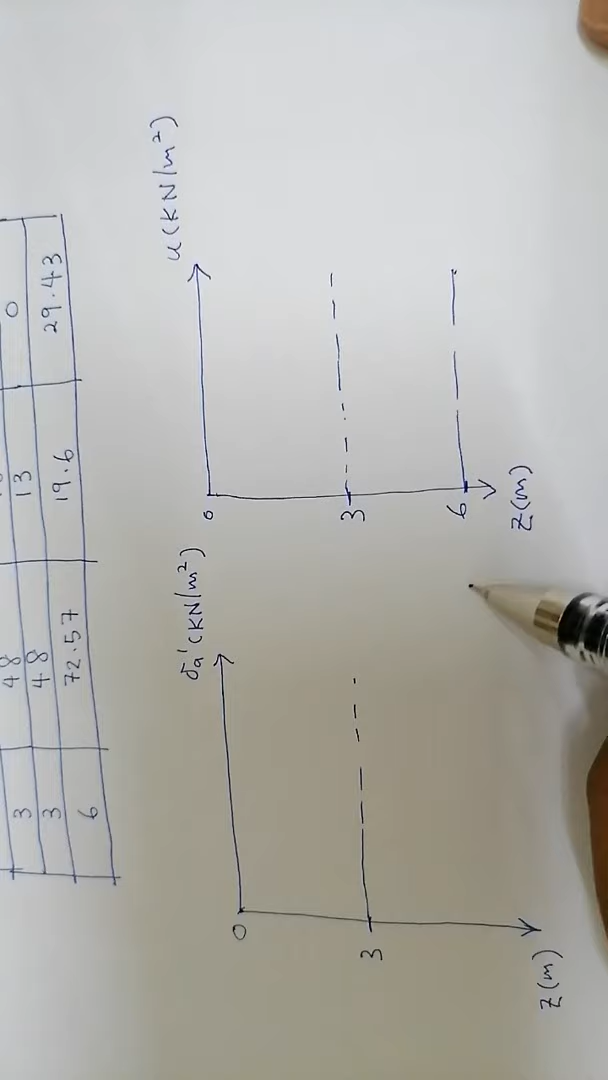 3 48
3 48 13 0
6 72.57 19.6 29.43
σa'(KN/m²)
0
3
Z(m)
u(KN/m²)
0
3
6
Z(m)